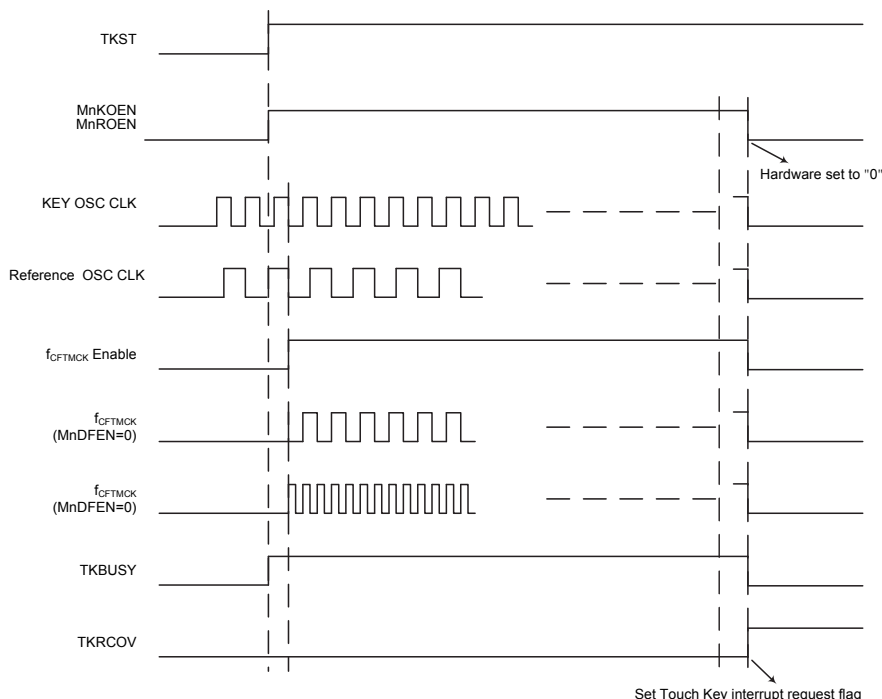 TKST
MnKOEN
MnROEN
Hardware set to "0"
KEY OSC CLK
Reference OSC CLK
fCFTMCK Enable
fCFTMCK
(MnDFEN=0)
fCFTMCK
(MnDFEN=0)
TKBUSY
TKRCOV
Set Touch Key interrupt request flag